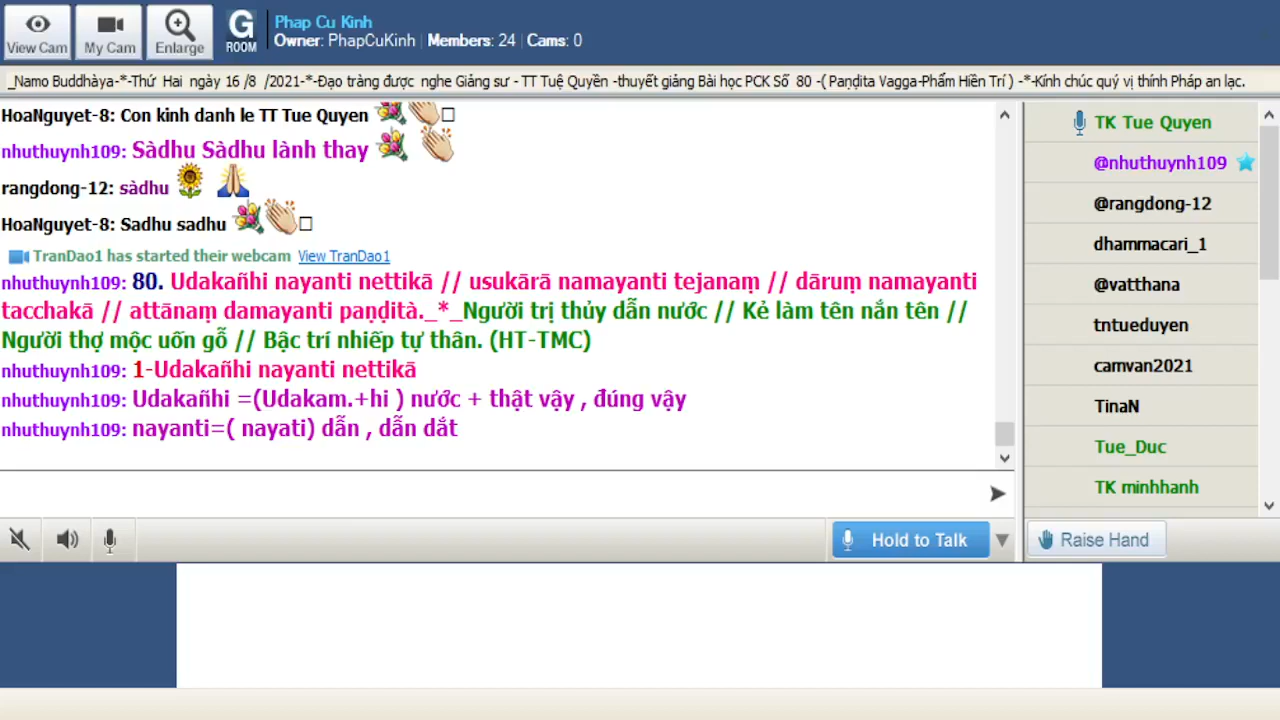 View Cam
My Cam
Enlarge
G
ROOM
Phap Cu Kinh
Owner: PhapCuKinh | Members: 24 | Cams: 0
_Namo Buddhàya-*-Thứ Hai ngày 16 /8 /2021-*-Đạo tràng được nghe Giảng sư - TT Tuệ Quyền -thuyết giảng Bài học PCK Số 80 -( Paṇḍita Vagga-Phẩm Hiền Trí ) -*-Kính chúc quý vị thính Pháp an lạc.
HoaNguyet-8: Con kinh danh le TT Tue Quyen
nhuthuynh109: Sàdhu Sàdhu lành thay
rangdong-12: sàdhu
HoaNguyet-8: Sadhu sadhu
TranDao1 has started their webcam View TranDao1
nhuthuynh109: 80. Udakañhi nayanti nettikā // usukārā namayanti tejanaṃ // dāruṃ namayanti
tacchakā // attānaṃ damayanti paṇḍità._*_Người trị thủy dẫn nước // Kẻ làm tên nắn tên //
Người thợ mộc uốn gỗ // Bậc trí nhiếp tự thân. (HT-TMC)
nhuthuynh109: 1-Udakañhi nayanti nettikā
nhuthuynh109: Udakañhi =(Udakam.+hi ) nước + thật vậy , đúng vậy
nhuthuynh109: nayanti=( nayati) dẫn , dẫn dắt
TK Tue Quyen
@nhuthuynh109
@rangdong-12
dhammacari_1
@vatthana
tntueduyen
camvan2021
TinaN
Tue_Duc
TK minhhanh
Hold to Talk
Raise Hand